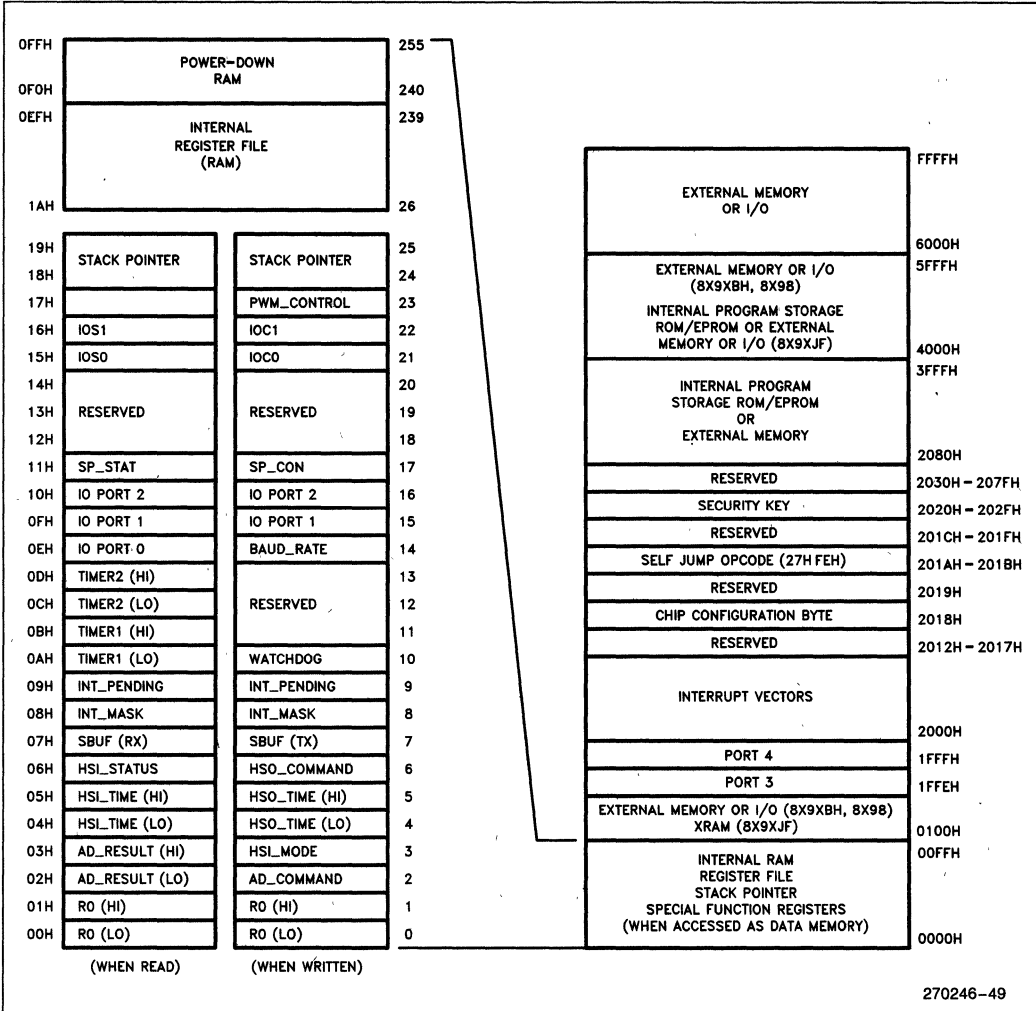 0FFH 255
POWER-DOWN
RAM
0F0H 240
0EFH 239
INTERNAL
REGISTER FILE
(RAM)
1AH 26
19H 25
STACK POINTER STACK POINTER
18H 24
17H PWM_CONTROL 23
16H IOS1 IOC1 22
15H IOS0 IOC0 21
14H 20
13H RESERVED RESERVED 19
12H 18
11H SP_STAT SP_CON 17
10H IO PORT 2 IO PORT 2 16
0FH IO PORT 1 IO PORT 1 15
0EH IO PORT 0 BAUD_RATE 14
0DH TIMER2 (HI) 13
0CH TIMER2 (LO) RESERVED 12
0BH TIMER1 (HI) 11
0AH TIMER1 (LO) WATCHDOG 10
09H INT_PENDING INT_PENDING 9
08H INT_MASK INT_MASK 8
07H SBUF (RX) SBUF (TX) 7
06H HSI_STATUS HSO_COMMAND 6
05H HSI_TIME (HI) HSO_TIME (HI) 5
04H HSI_TIME (LO) HSO_TIME (LO) 4
03H AD_RESULT (HI) HSI_MODE 3
02H AD_RESULT (LO) AD_COMMAND 2
01H R0 (HI) R0 (HI) 1
00H R0 (LO) R0 (LO) 0
(WHEN READ) (WHEN WRITTEN)
FFFFH
EXTERNAL MEMORY
OR I/O
6000H
5FFFH
EXTERNAL MEMORY OR I/O
(8X9XBH, 8X98)
INTERNAL PROGRAM STORAGE
ROM/EPROM OR EXTERNAL
MEMORY OR I/O (8X9XJF)
4000H
3FFFH
INTERNAL PROGRAM
STORAGE ROM/EPROM
OR
EXTERNAL MEMORY
2080H
RESERVED 2030H - 207FH
SECURITY KEY 2020H - 202FH
RESERVED 201CH - 201FH
SELF JUMP OPCODE (27H FEH) 201AH - 201BH
RESERVED 2019H
CHIP CONFIGURATION BYTE 2018H
RESERVED 2012H - 2017H
INTERRUPT VECTORS
2000H
PORT 4 1FFFH
PORT 3 1FFEH
EXTERNAL MEMORY OR I/O (8X9XBH, 8X98)
XRAM (8X9XJF)
0100H
00FFH
INTERNAL RAM
REGISTER FILE
STACK POINTER
SPECIAL FUNCTION REGISTERS
(WHEN ACCESSED AS DATA MEMORY)
0000H
270246-49